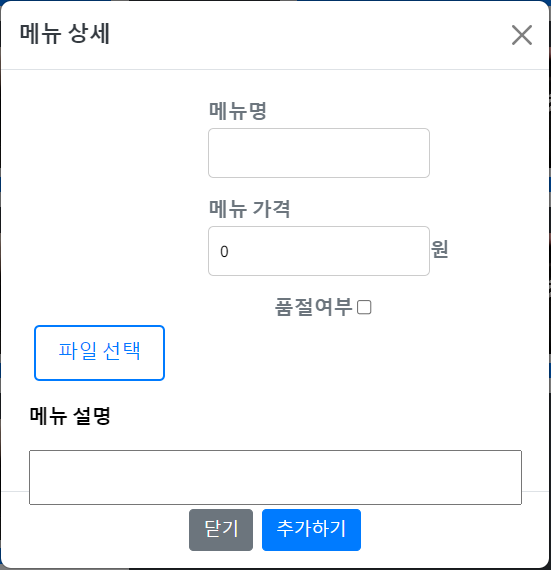 메뉴 상세
메뉴명
메뉴 가격
0 원
품절여부
파일 선택
메뉴 설명
닫기 추가하기